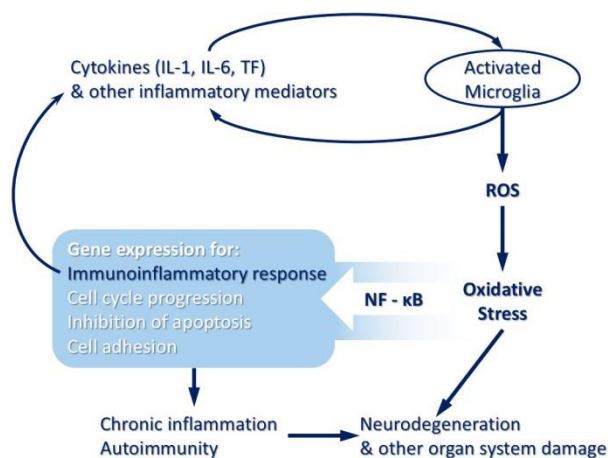 Cytokines (IL-1, IL-6, TF)
& other inflammatory mediators
Activated
Microglia
ROS
Gene expression for:
Immunoinflammatory response
Cell cycle progression
Inhibition of apoptosis
Cell adhesion
NF - κB
Oxidative
Stress
Chronic inflammation
Autoimmunity
Neurodegeneration
& other organ system damage